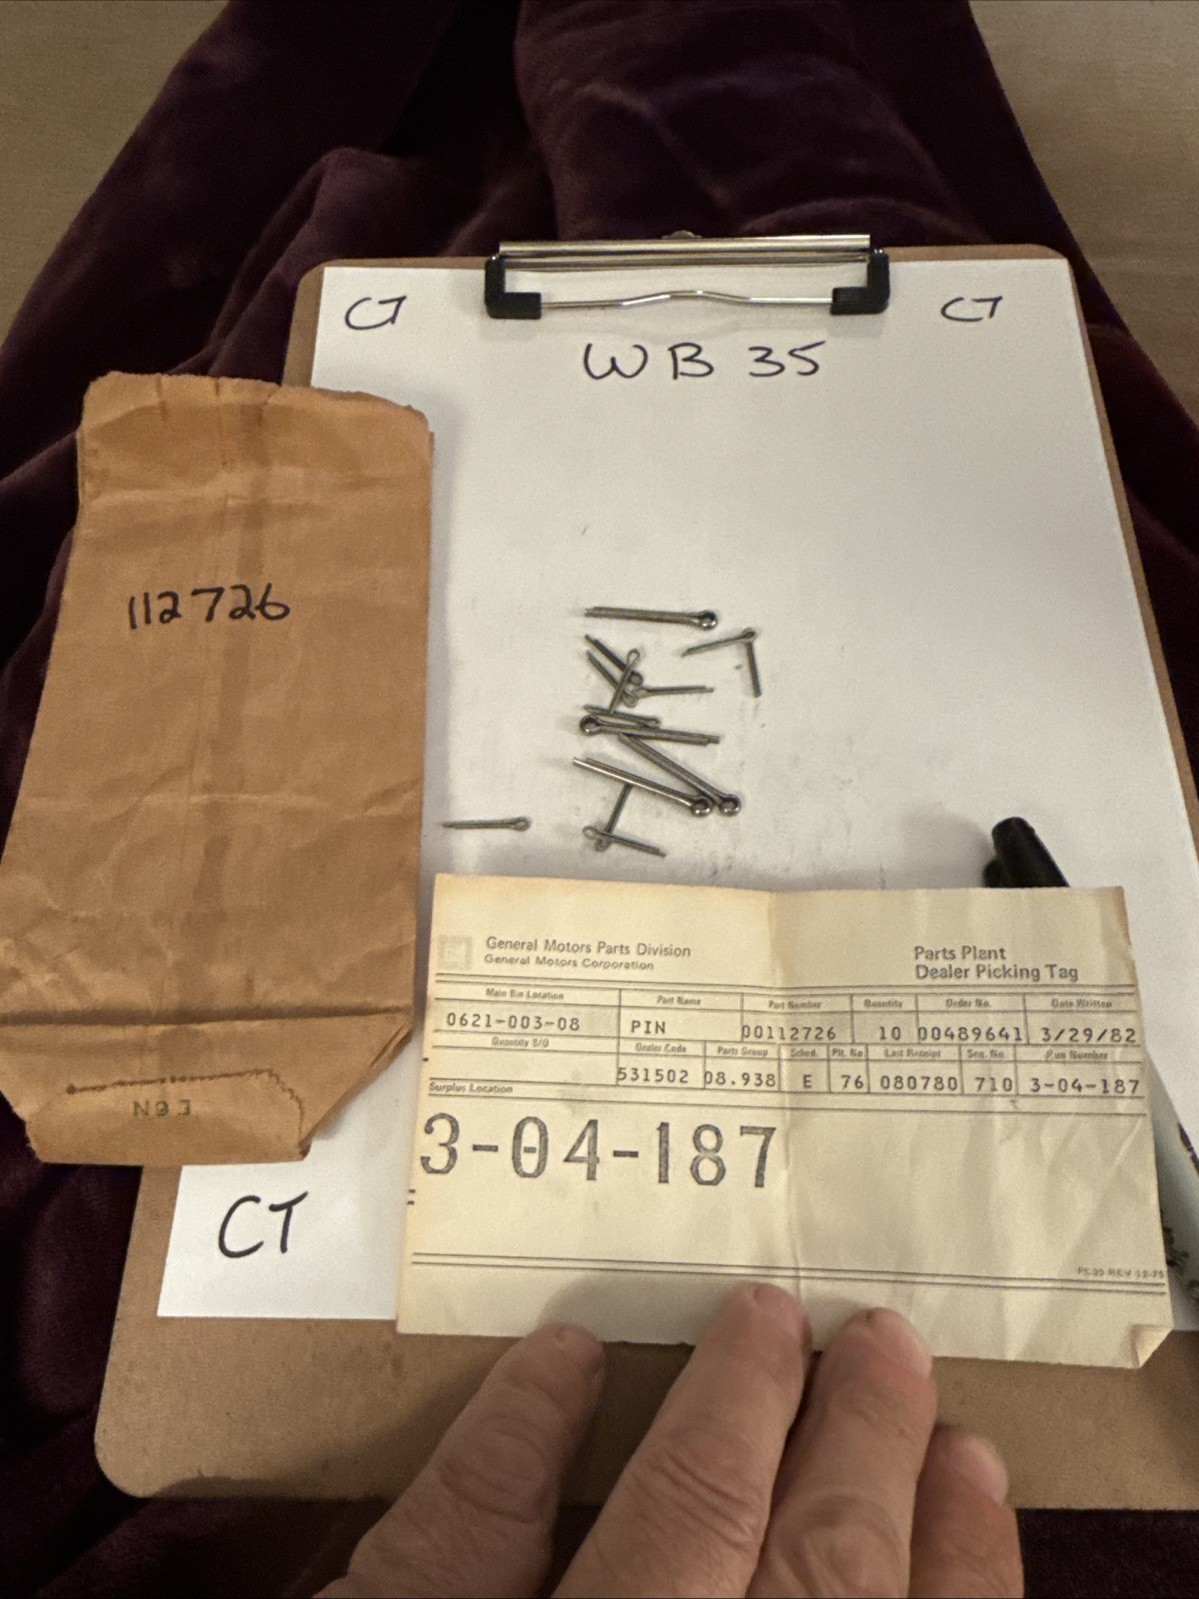 CT
CT
WB 35
112726
General Motors Parts Division
General Motors Corporation
Parts Plant
Dealer Picking Tag
Main Bin Location Part Name Part Number Quantity Order No. Date Written
0621-003-08 PIN 00112726 10 00489641 3/29/82
Quantity B/O Dealer Code Parts Group Sched. Plt. No. Last Receipt Seq. No. Run Number
531502 08.938 E 76 080780 710 3-04-187
Surplus Location
3-04-187
CT